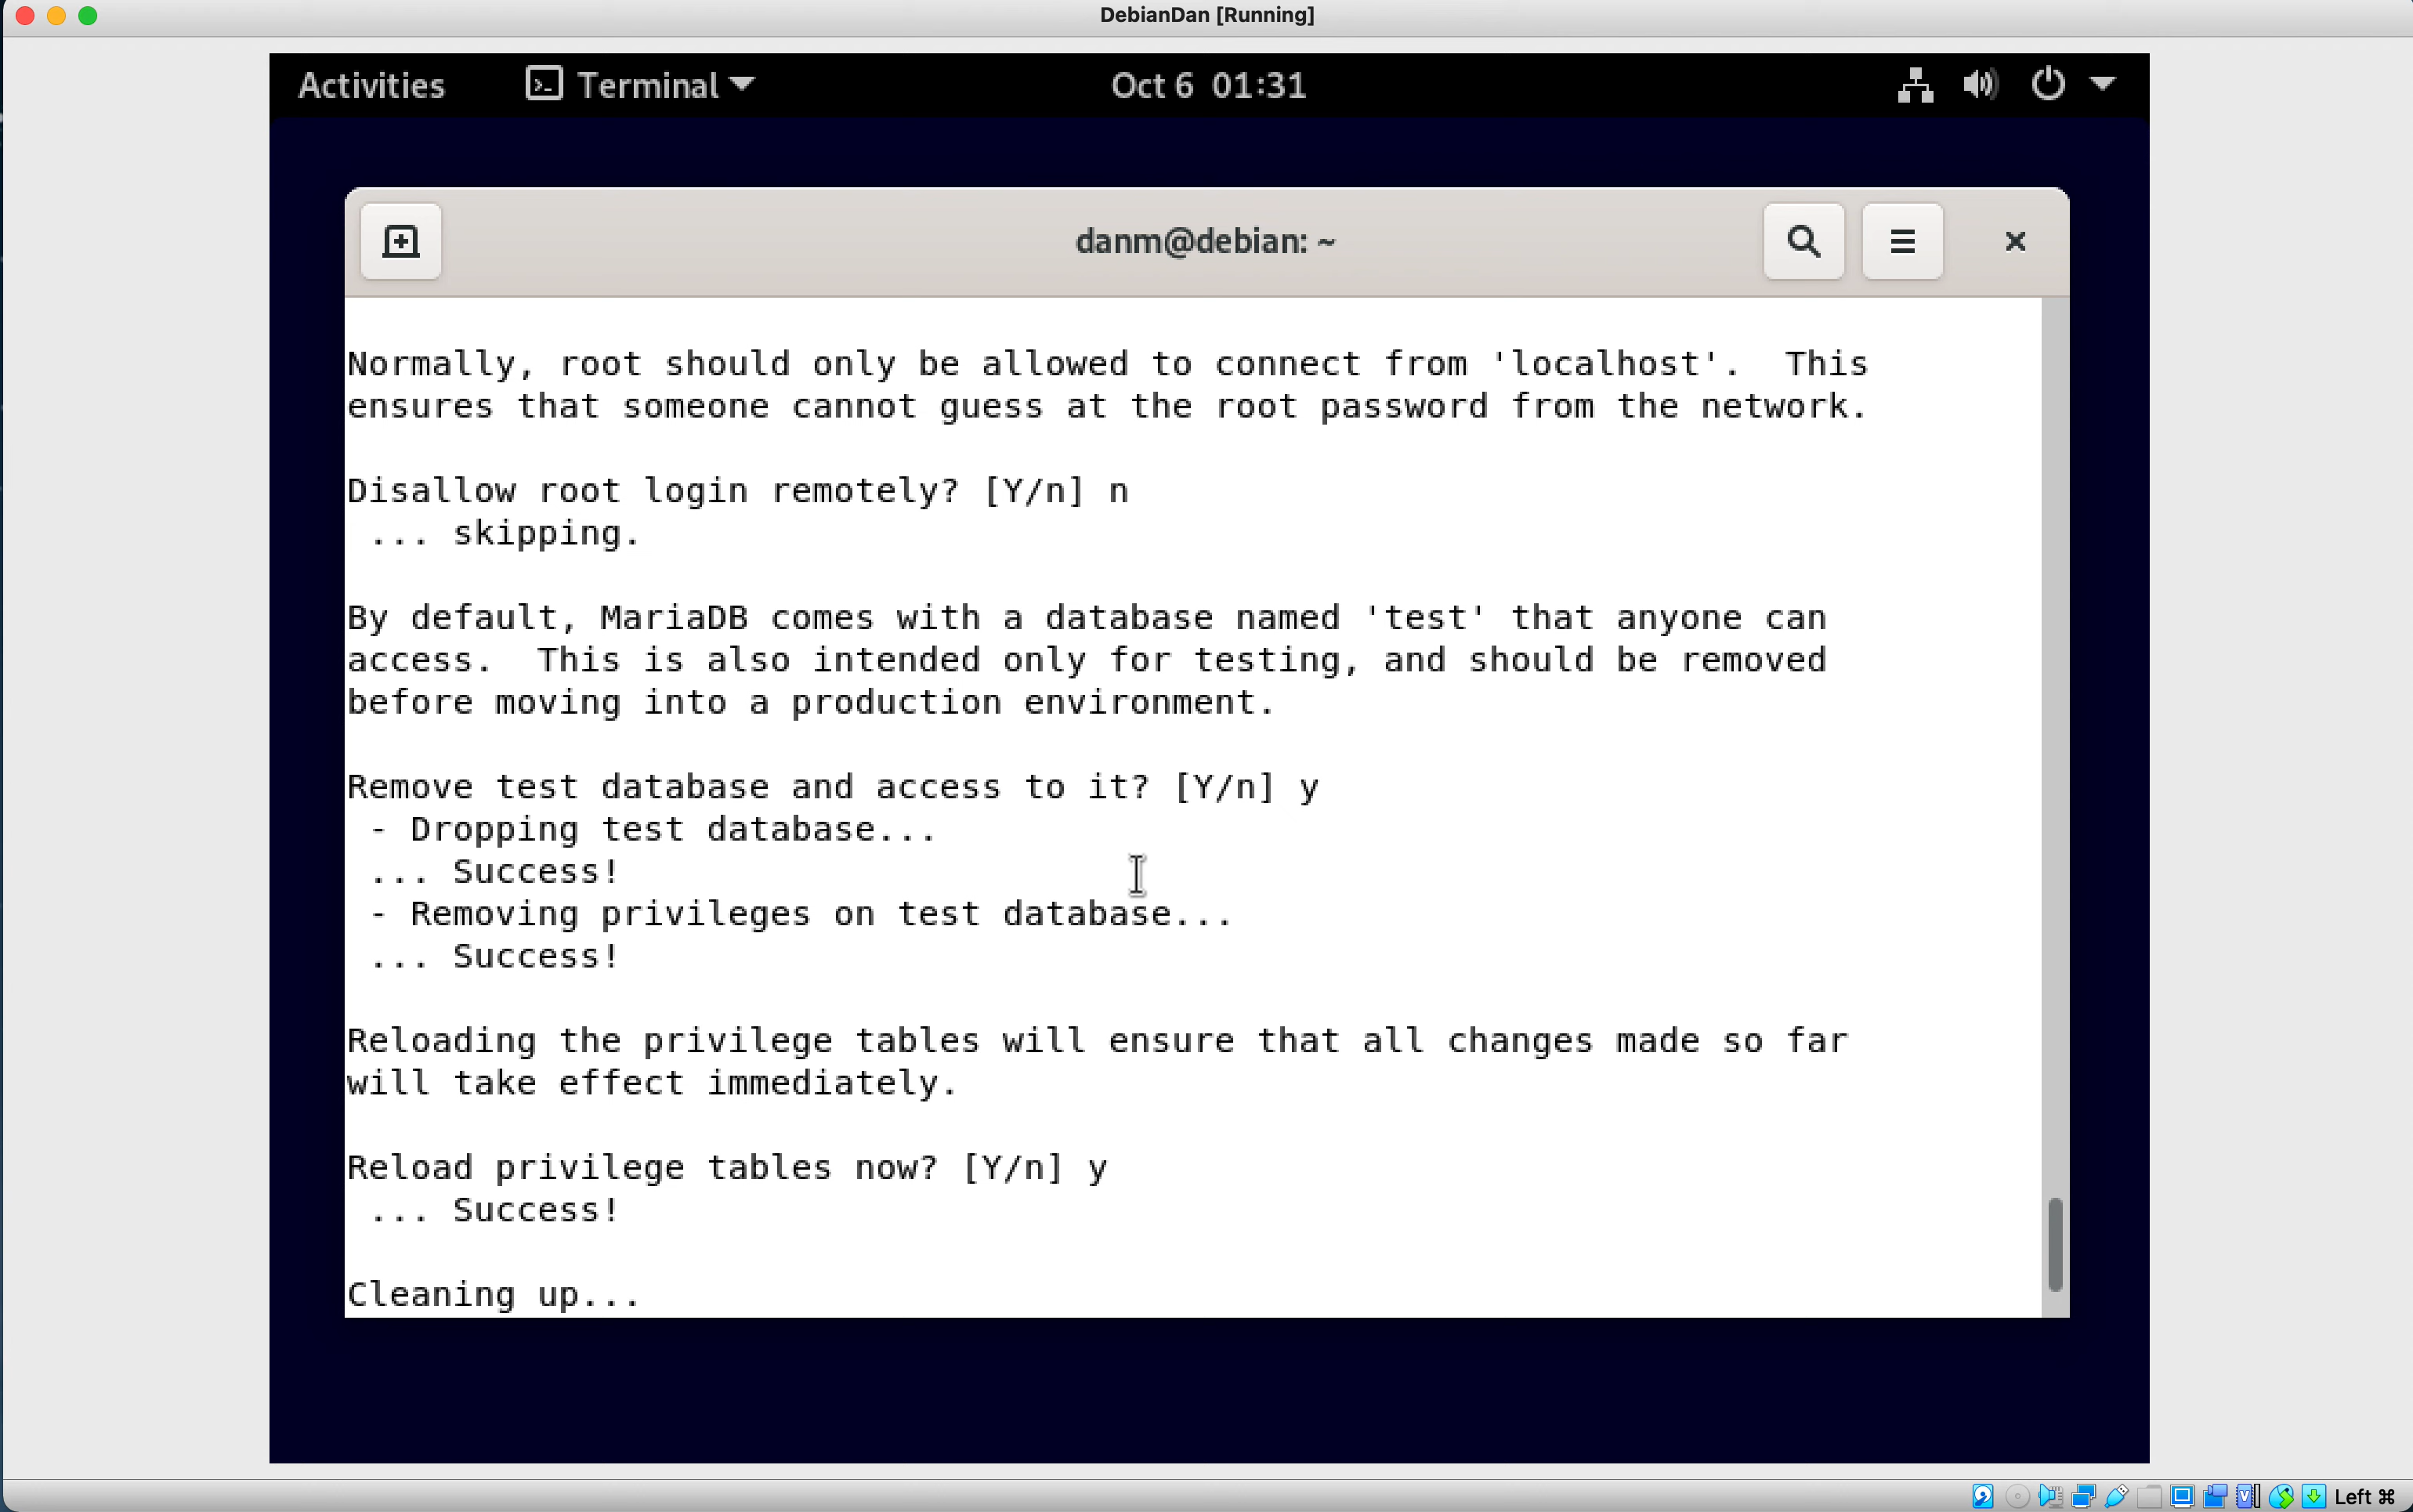 DebianDan [Running]
Activities Terminal Oct 6 01:31
danm@debian: ~
Normally, root should only be allowed to connect from 'localhost'.  This
ensures that someone cannot guess at the root password from the network.
Disallow root login remotely? [Y/n] n
 ... skipping.
By default, MariaDB comes with a database named 'test' that anyone can
access.  This is also intended only for testing, and should be removed
before moving into a production environment.
Remove test database and access to it? [Y/n] y
 - Dropping test database...
 ... Success!
 - Removing privileges on test database...
 ... Success!
Reloading the privilege tables will ensure that all changes made so far
will take effect immediately.
Reload privilege tables now? [Y/n] y
 ... Success!
Cleaning up...
Left ⌘